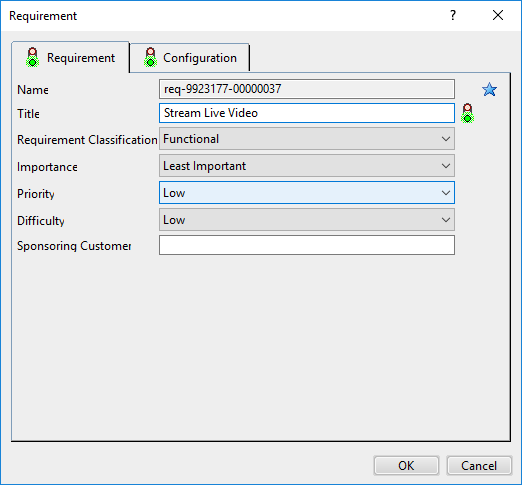 Requirement ?
Requirement Configuration
Name req-9923177-00000037
Title Stream Live Video
Requirement Classification Functional
Importance Least Important
Priority Low
Difficulty Low
Sponsoring Customer
OK Cancel